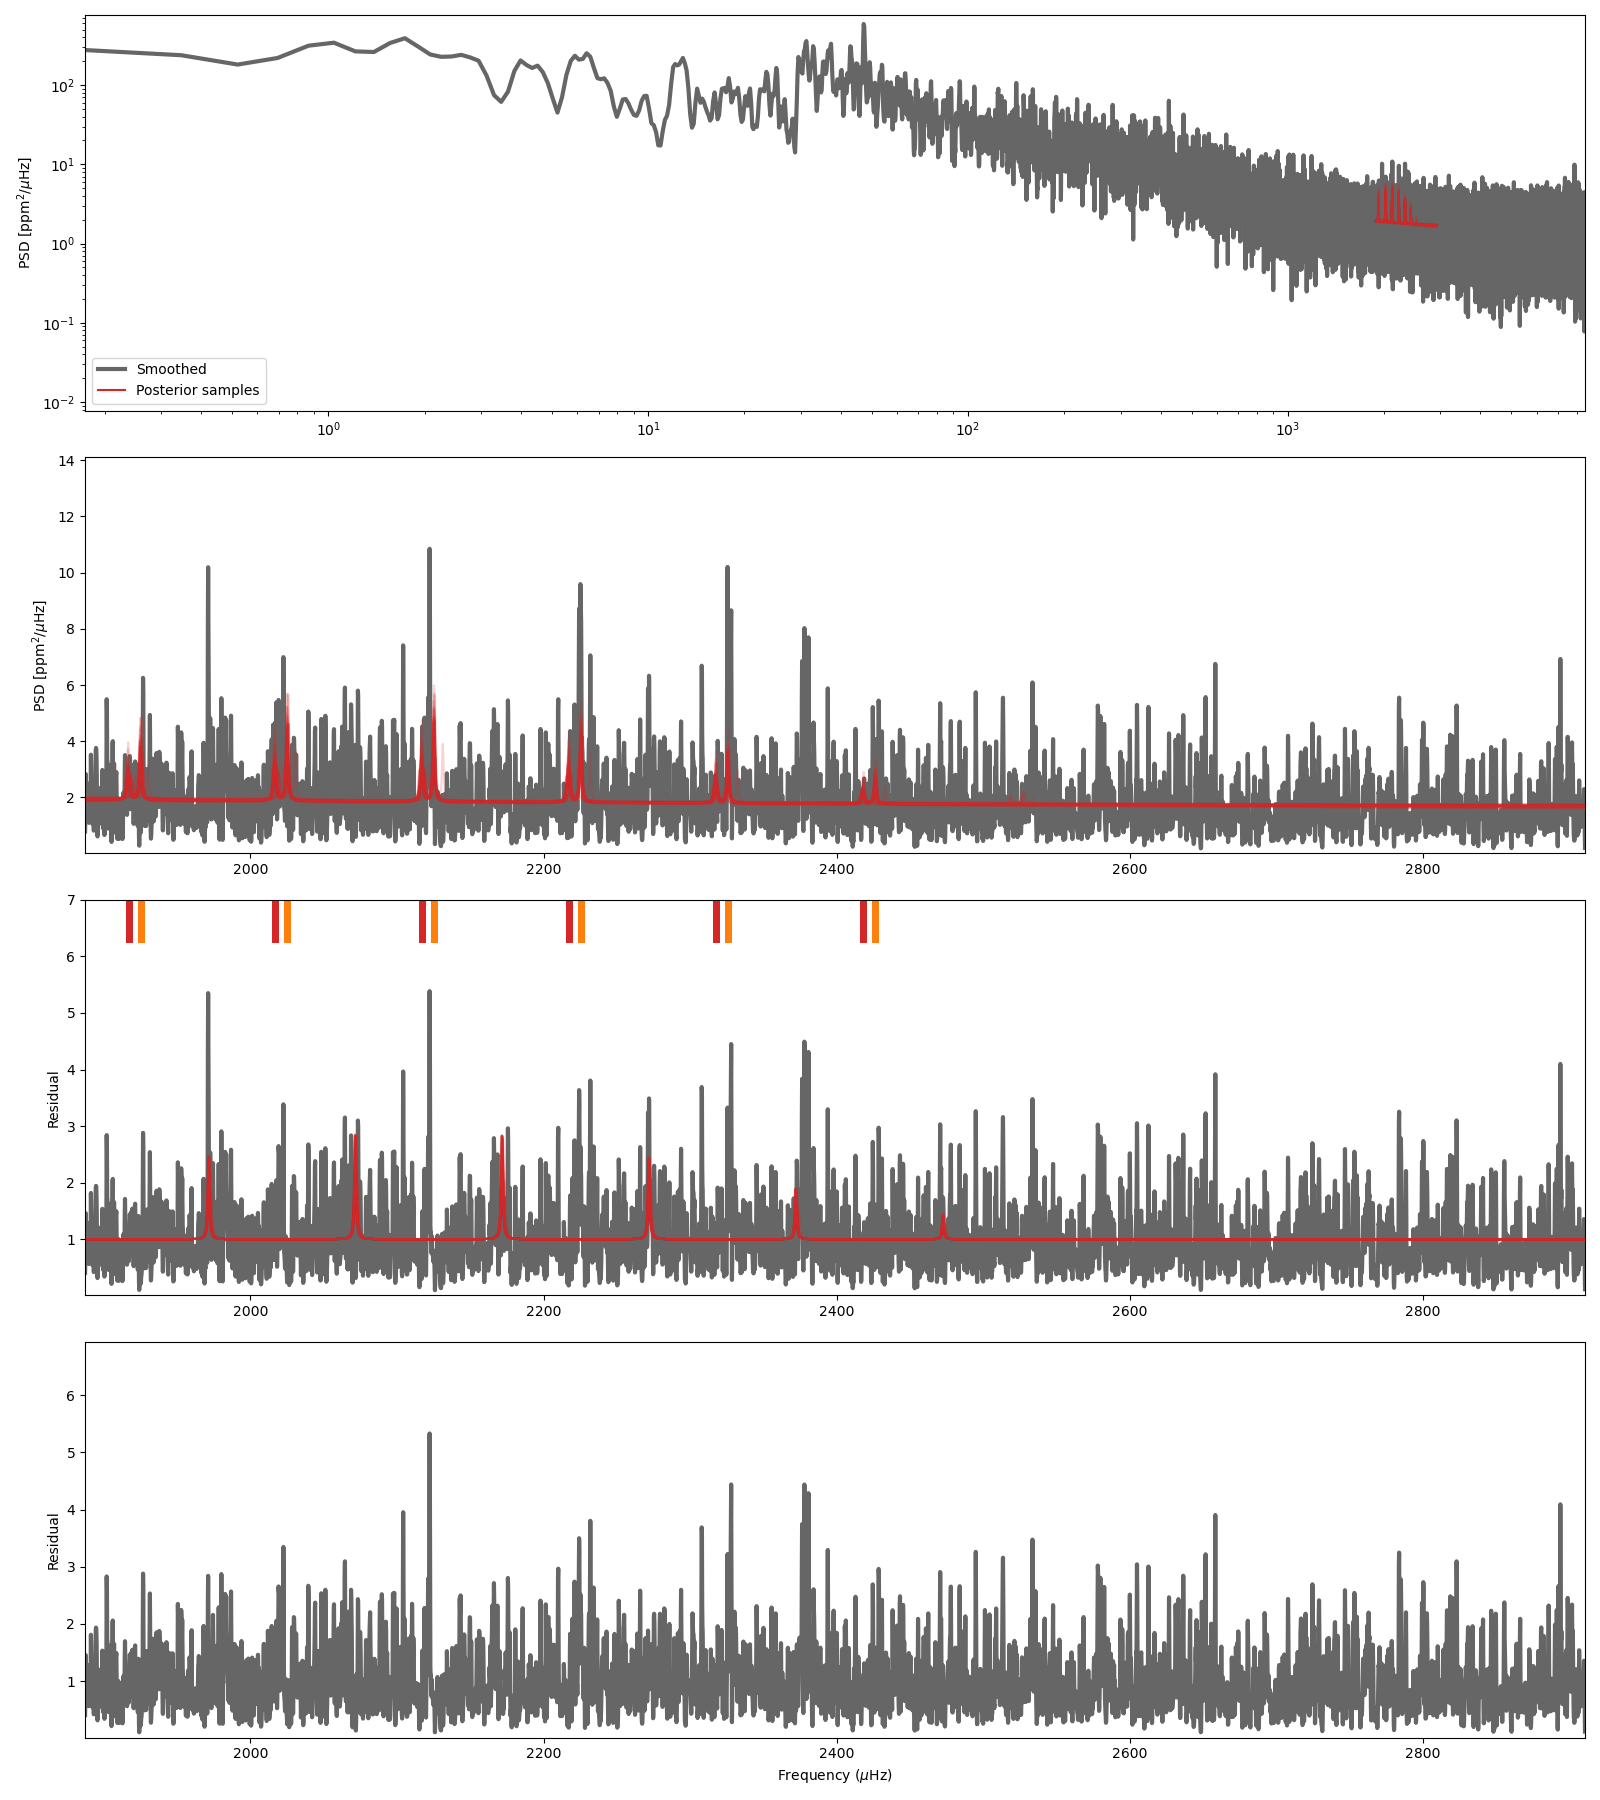 PSD [ppm²/μHz]
10²
10¹
10⁰
10⁻¹
10⁻²
Smoothed
Posterior samples
10⁰ 10¹ 10² 10³
PSD [ppm²/μHz]
14
12
10
8
6
4
2
2000 2200 2400 2600 2800
Residual
7
6
5
4
3
2
1
2000 2200 2400 2600 2800
Residual
6
5
4
3
2
1
2000 2200 2400 2600 2800
Frequency (μHz)